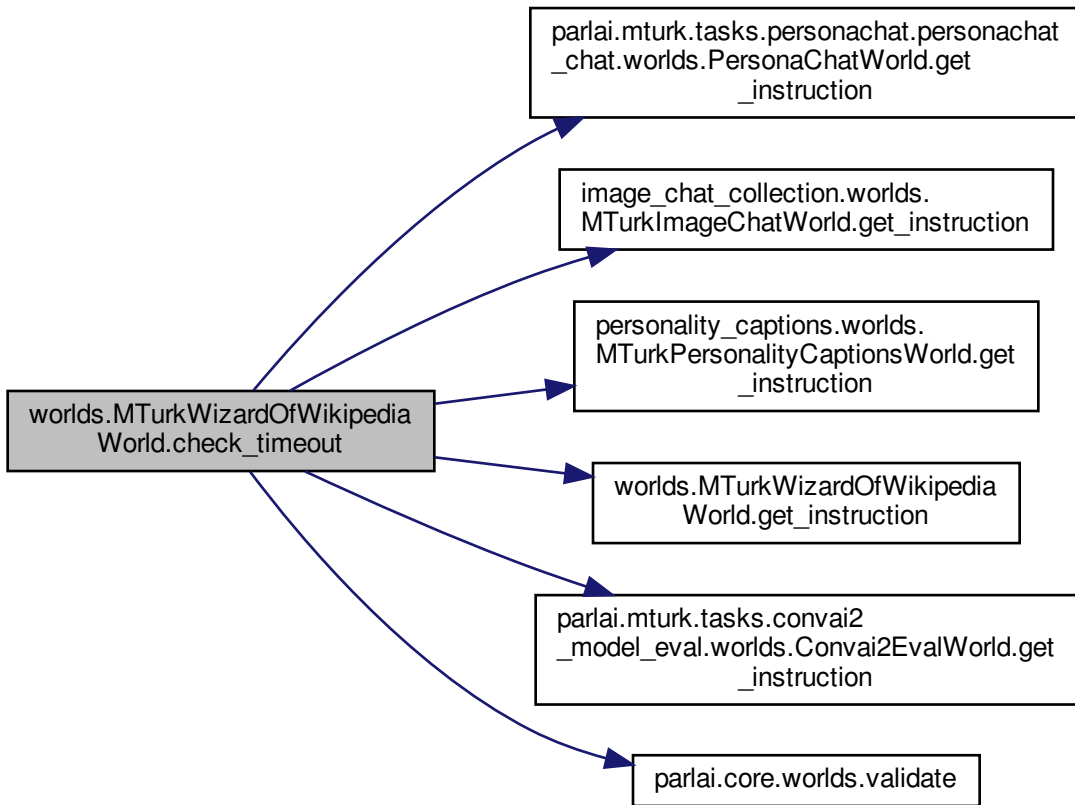 parlai.mturk.tasks.personachat.personachat
_chat.worlds.PersonaChatWorld.get
_instruction
image_chat_collection.worlds.
MTurkImageChatWorld.get_instruction
personality_captions.worlds.
MTurkPersonalityCaptionsWorld.get
_instruction
worlds.MTurkWizardOfWikipedia
World.check_timeout
worlds.MTurkWizardOfWikipedia
World.get_instruction
parlai.mturk.tasks.convai2
_model_eval.worlds.Convai2EvalWorld.get
_instruction
parlai.core.worlds.validate